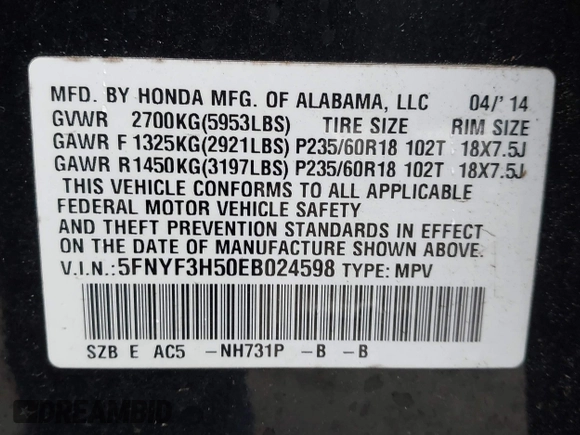 MFD. BY HONDA MFG. OF ALABAMA, LLC 04/'14
GVWR 2700KG(5953LBS) TIRE SIZE RIM SIZE
GAWR F 1325KG(2921LBS) P235/60R18 102T 18X7.5J
GAWR R 1450KG(3197LBS) P235/60R18 102T 18X7.5J
THIS VEHICLE CONFORMS TO ALL APPLICABLE
FEDERAL MOTOR VEHICLE SAFETY
AND THEFT PREVENTION STANDARDS IN EFFECT
ON THE DATE OF MANUFACTURE SHOWN ABOVE.
V.I.N.: 5FNYF3H50EB024598 TYPE: MPV
SZB E AC5 -NH731P -B -B
DREAMBID